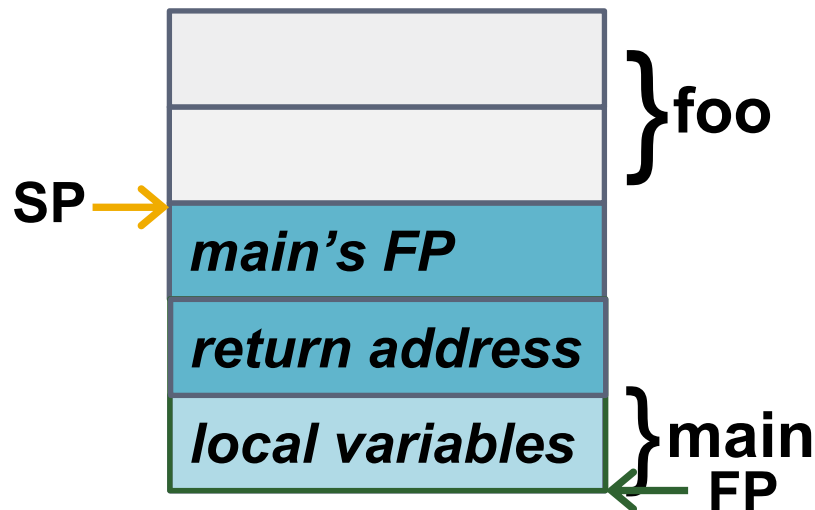 foo
SP
main’s FP
return address
local variables
main
FP